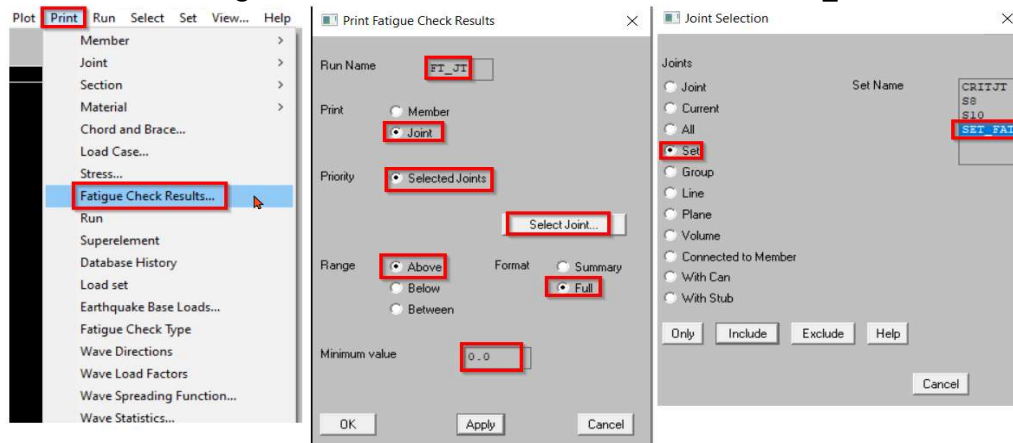 Plot Print Run Select Set View... Help
Member >
Joint >
Section >
Material >
Chord and Brace...
Load Case...
Stress...
Fatigue Check Results...
Run
Superelement
Database History
Load set
Earthquake Base Loads...
Fatigue Check Type
Wave Directions
Wave Load Factors
Wave Spreading Function...
Wave Statistics...
Print Fatigue Check Results
Run Name FT_JT
Print Member
Joint
Priority Selected Joints
Select Joint...
Range Above Format Summary
Below Full
Between
Minimum value 0.0
OK Apply Cancel
Joint Selection
Joints
Joint Set Name CRITJT
Current S8
S10
All SET_FAT
Set
Group
Line
Plane
Volume
Connected to Member
With Can
With Stub
Only Include Exclude Help
Cancel